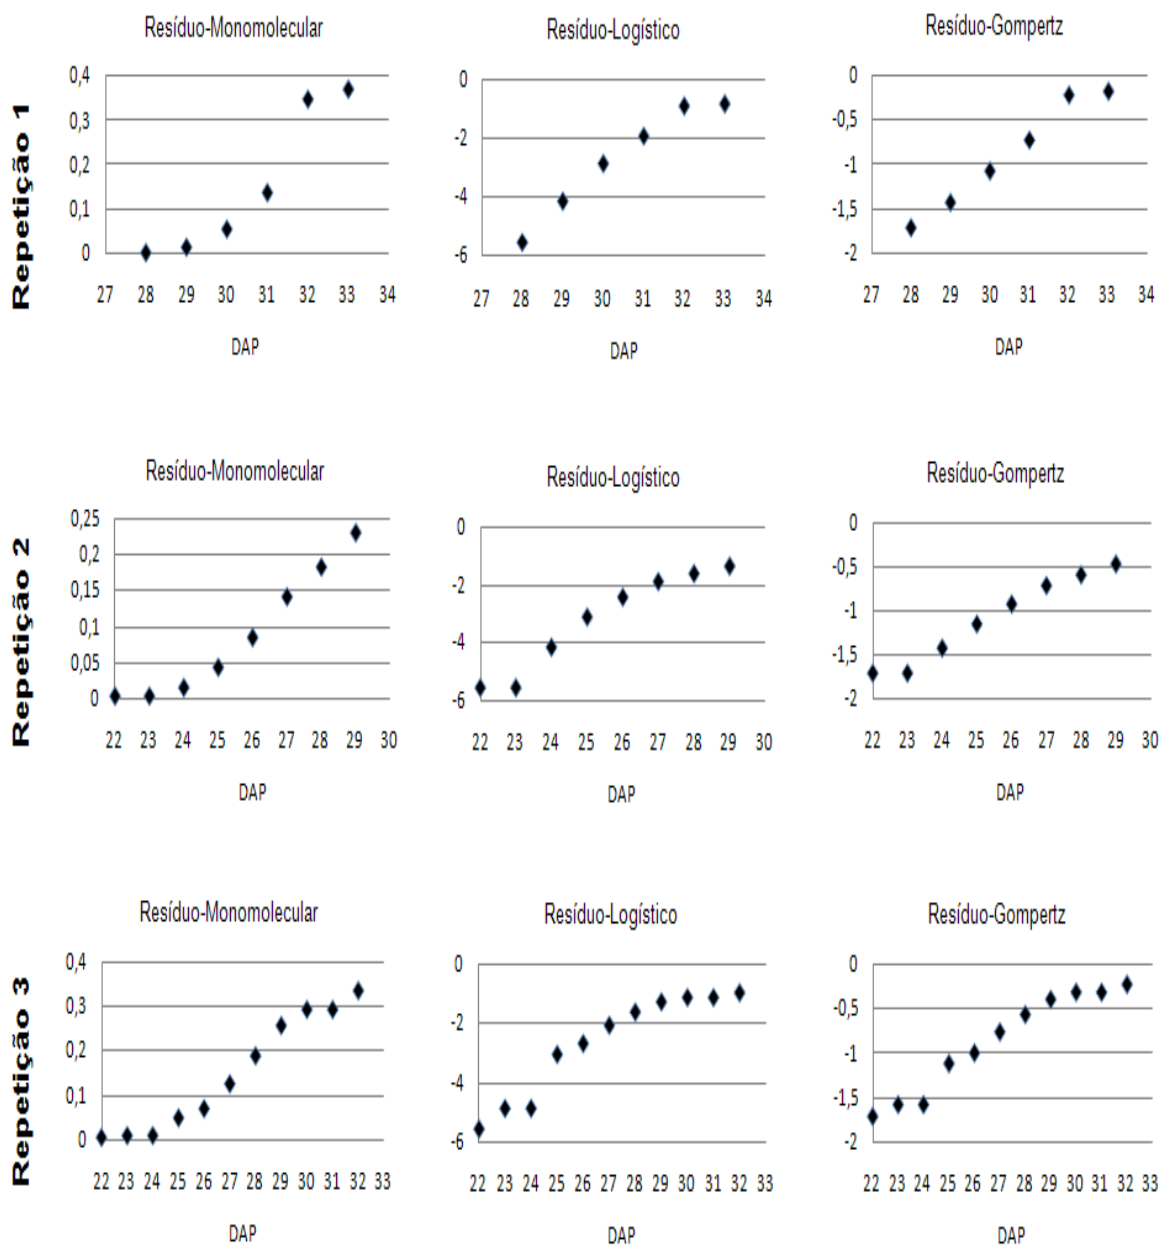 Repetição 1
Resíduo-Monomolecular
0,4
0,3
0,2
0,1
0
27 28 29 30 31 32 33 34
DAP
Resíduo-Logístico
0
-2
-4
-6
27 28 29 30 31 32 33 34
DAP
Resíduo-Gompertz
0
-0,5
-1
-1,5
-2
27 28 29 30 31 32 33 34
DAP
Repetição 2
Resíduo-Monomolecular
0,25
0,2
0,15
0,1
0,05
0
22 23 24 25 26 27 28 29 30
DAP
Resíduo-Logístico
0
-2
-4
-6
22 23 24 25 26 27 28 29 30
DAP
Resíduo-Gompertz
0
-0,5
-1
-1,5
-2
22 23 24 25 26 27 28 29 30
DAP
Repetição 3
Resíduo-Monomolecular
0,4
0,3
0,2
0,1
0
22 23 24 25 26 27 28 29 30 31 32 33
DAP
Resíduo-Logístico
0
-2
-4
-6
22 23 24 25 26 27 28 29 30 31 32 33
DAP
Resíduo-Gompertz
0
-0,5
-1
-1,5
-2
22 23 24 25 26 27 28 29 30 31 32 33
DAP